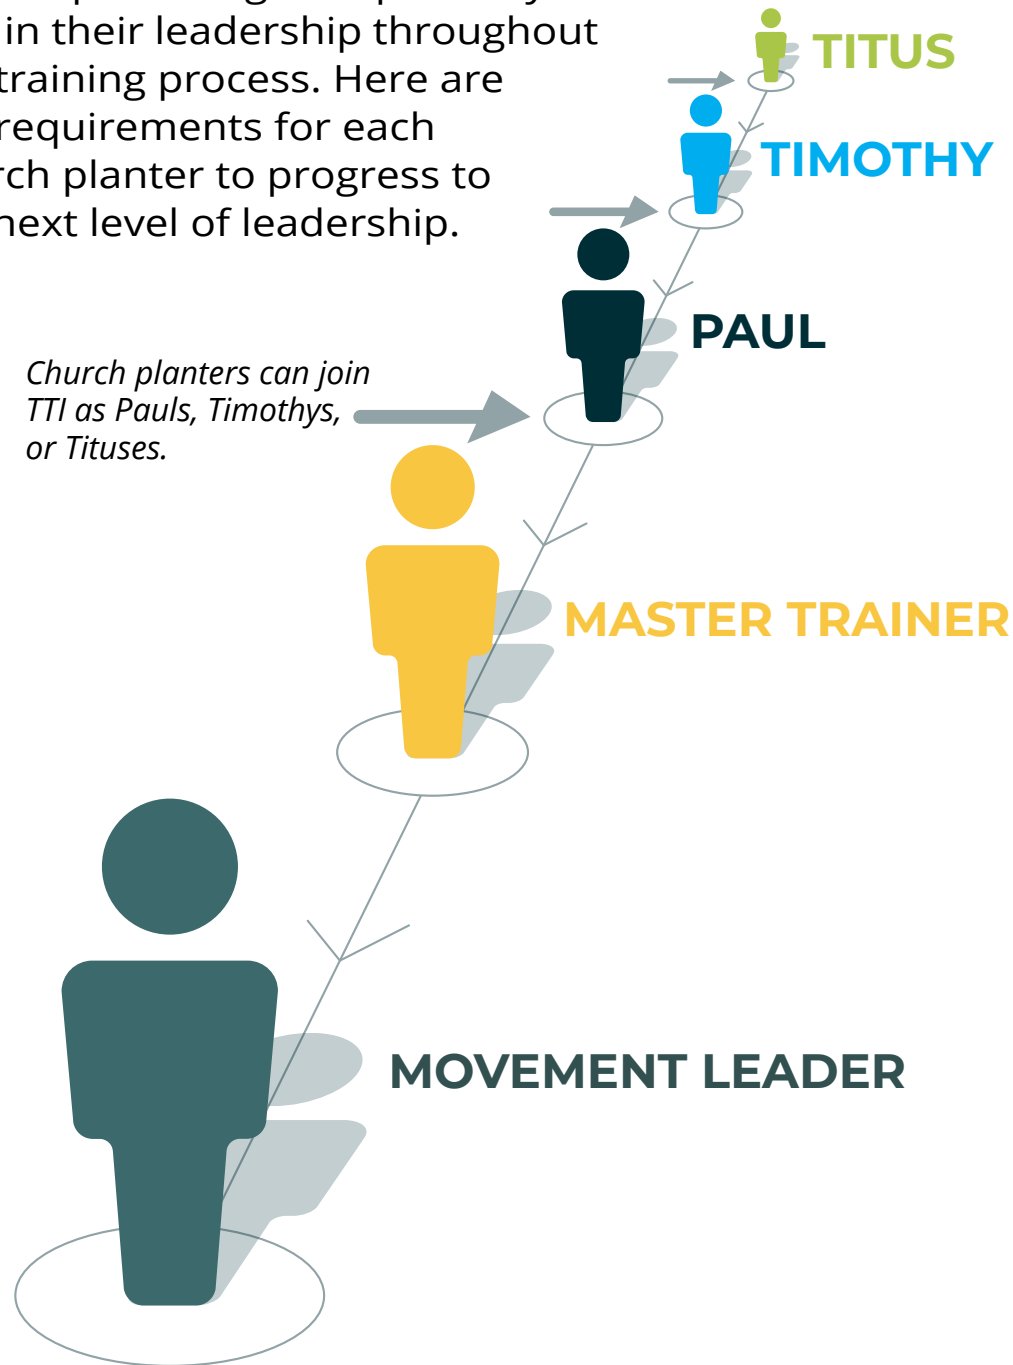 in their leadership throughout
training process. Here are
requirements for each
rch planter to progress to
next level of leadership.
TITUS
TIMOTHY
PAUL
Church planters can join
TTI as Pauls, Timothys,
or Tituses.
MASTER TRAINER
MOVEMENT LEADER